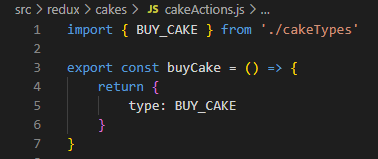 src > redux > cakes > JS cakeActions.js > ...
1 import { BUY_CAKE } from './cakeTypes'
2
3 export const buyCake = () => {
4     return {
5         type: BUY_CAKE
6     }
7 }